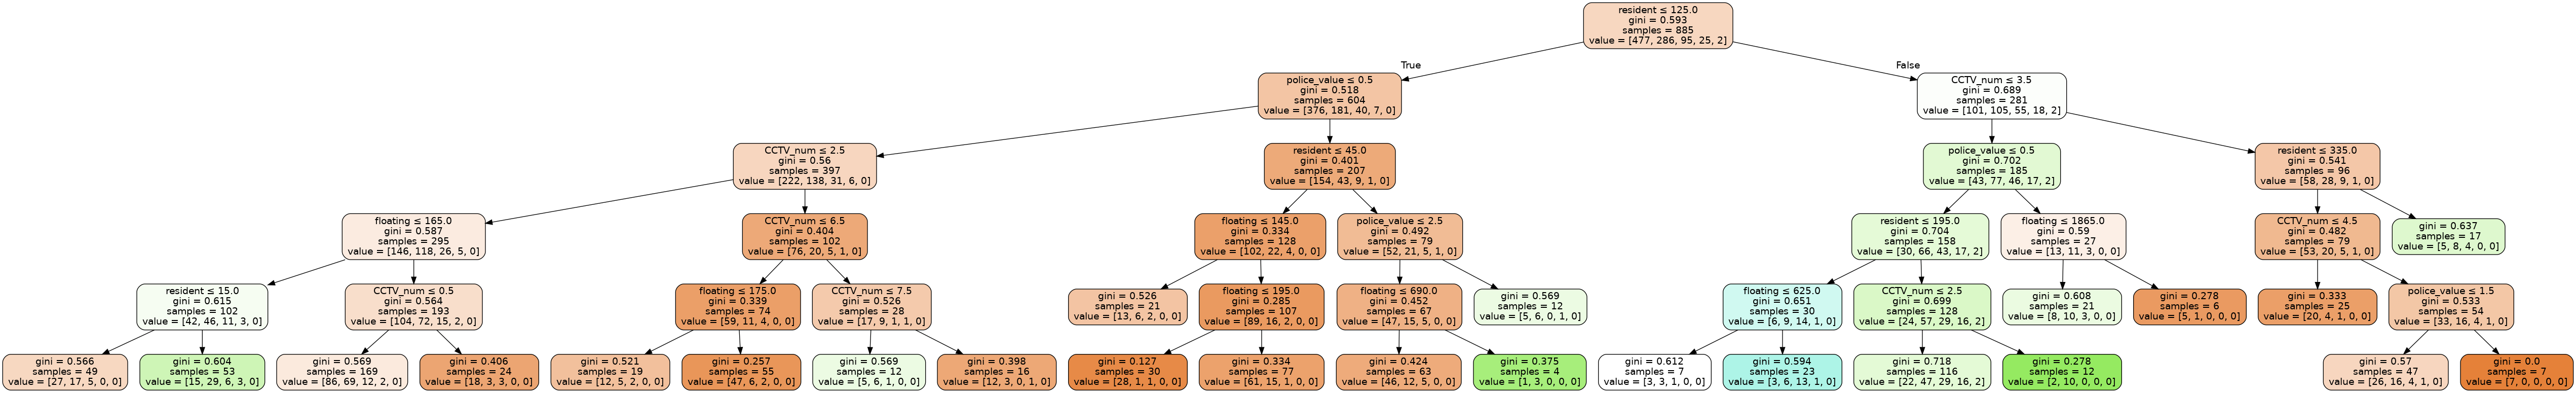 resident ≤ 125.0
gini = 0.593
samples = 885
value = [477, 286, 95, 25, 2]
True
False
police_value ≤ 0.5
gini = 0.518
samples = 604
value = [376, 181, 40, 7, 0]
CCTV_num ≤ 3.5
gini = 0.689
samples = 281
value = [101, 105, 55, 18, 2]
CCTV_num ≤ 2.5
gini = 0.56
samples = 397
value = [222, 138, 31, 6, 0]
resident ≤ 45.0
gini = 0.401
samples = 207
value = [154, 43, 9, 1, 0]
police_value ≤ 0.5
gini = 0.702
samples = 185
value = [43, 77, 46, 17, 2]
resident ≤ 335.0
gini = 0.541
samples = 96
value = [58, 28, 9, 1, 0]
floating ≤ 165.0
gini = 0.587
samples = 295
value = [146, 118, 26, 5, 0]
CCTV_num ≤ 6.5
gini = 0.404
samples = 102
value = [76, 20, 5, 1, 0]
floating ≤ 145.0
gini = 0.334
samples = 128
value = [102, 22, 4, 0, 0]
police_value ≤ 2.5
gini = 0.492
samples = 79
value = [52, 21, 5, 1, 0]
resident ≤ 195.0
gini = 0.704
samples = 158
value = [30, 66, 43, 17, 2]
floating ≤ 1865.0
gini = 0.59
samples = 27
value = [13, 11, 3, 0, 0]
CCTV_num ≤ 4.5
gini = 0.482
samples = 79
value = [53, 20, 5, 1, 0]
gini = 0.637
samples = 17
value = [5, 8, 4, 0, 0]
resident ≤ 15.0
gini = 0.615
samples = 102
value = [42, 46, 11, 3, 0]
CCTV_num ≤ 0.5
gini = 0.564
samples = 193
value = [104, 72, 15, 2, 0]
floating ≤ 175.0
gini = 0.339
samples = 74
value = [59, 11, 4, 0, 0]
CCTV_num ≤ 7.5
gini = 0.526
samples = 28
value = [17, 9, 1, 1, 0]
gini = 0.526
samples = 21
value = [13, 6, 2, 0, 0]
floating ≤ 195.0
gini = 0.285
samples = 107
value = [89, 16, 2, 0, 0]
floating ≤ 690.0
gini = 0.452
samples = 67
value = [47, 15, 5, 0, 0]
gini = 0.569
samples = 12
value = [5, 6, 0, 1, 0]
floating ≤ 625.0
gini = 0.651
samples = 30
value = [6, 9, 14, 1, 0]
CCTV_num ≤ 2.5
gini = 0.699
samples = 128
value = [24, 57, 29, 16, 2]
gini = 0.608
samples = 21
value = [8, 10, 3, 0, 0]
gini = 0.278
samples = 6
value = [5, 1, 0, 0, 0]
gini = 0.333
samples = 25
value = [20, 4, 1, 0, 0]
police_value ≤ 1.5
gini = 0.533
samples = 54
value = [33, 16, 4, 1, 0]
gini = 0.566
samples = 49
value = [27, 17, 5, 0, 0]
gini = 0.604
samples = 53
value = [15, 29, 6, 3, 0]
gini = 0.569
samples = 169
value = [86, 69, 12, 2, 0]
gini = 0.406
samples = 24
value = [18, 3, 3, 0, 0]
gini = 0.521
samples = 19
value = [12, 5, 2, 0, 0]
gini = 0.257
samples = 55
value = [47, 6, 2, 0, 0]
gini = 0.569
samples = 12
value = [5, 6, 1, 0, 0]
gini = 0.398
samples = 16
value = [12, 3, 0, 1, 0]
gini = 0.127
samples = 30
value = [28, 1, 1, 0, 0]
gini = 0.334
samples = 77
value = [61, 15, 1, 0, 0]
gini = 0.424
samples = 63
value = [46, 12, 5, 0, 0]
gini = 0.375
samples = 4
value = [1, 3, 0, 0, 0]
gini = 0.612
samples = 7
value = [3, 3, 1, 0, 0]
gini = 0.594
samples = 23
value = [3, 6, 13, 1, 0]
gini = 0.718
samples = 116
value = [22, 47, 29, 16, 2]
gini = 0.278
samples = 12
value = [2, 10, 0, 0, 0]
gini = 0.57
samples = 47
value = [26, 16, 4, 1, 0]
gini = 0.0
samples = 7
value = [7, 0, 0, 0, 0]